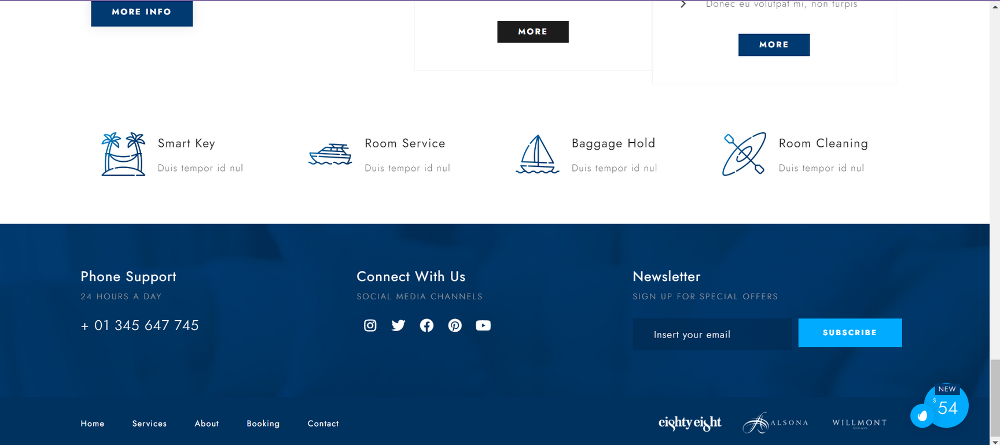 Donec eu volutpat mi, non turpis
MORE INFO
MORE
MORE
Smart Key
Duis tempor id nul
Room Service
Duis tempor id nul
Baggage Hold
Duis tempor id nul
Room Cleaning
Duis tempor id nul
Phone Support
24 HOURS A DAY
+ 01 345 647 745
Connect With Us
SOCIAL MEDIA CHANNELS
Newsletter
SIGN UP FOR SPECIAL OFFERS
Insert your email
SUBSCRIBE
NEW
$ 54
Home
Services
About
Booking
Contact
eighty eight
ALSONA
WILLMONT